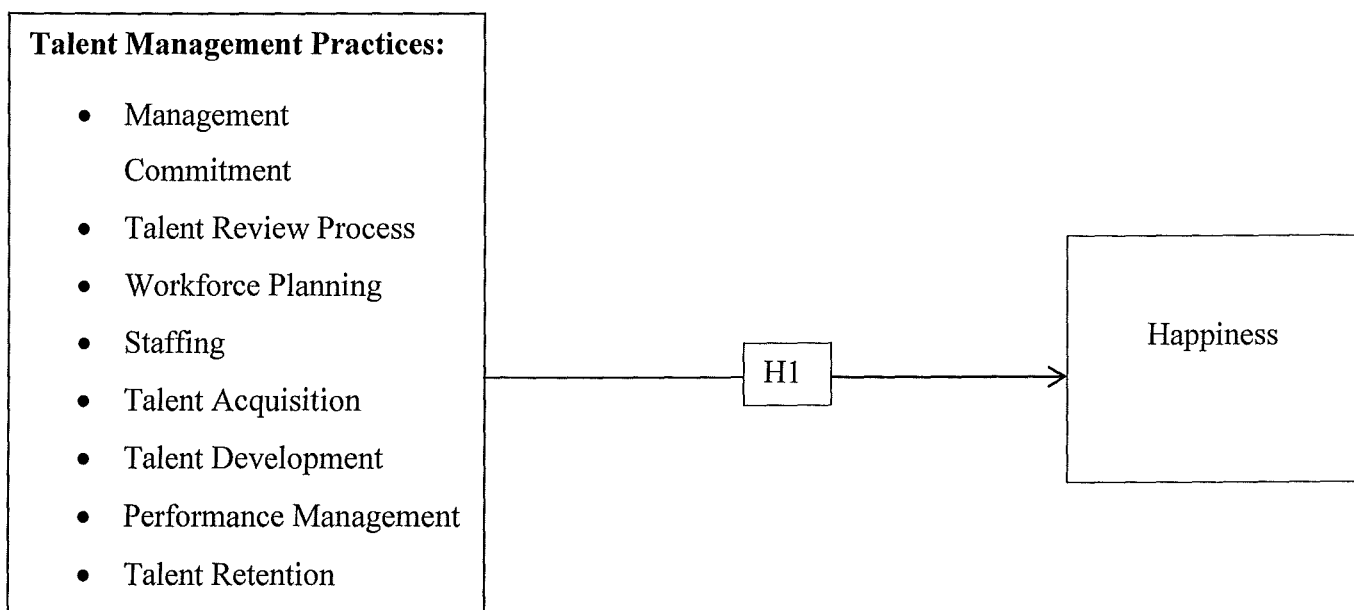 Talent Management Practices:
• Management
Commitment
• Talent Review Process
• Workforce Planning
• Staffing
• Talent Acquisition
• Talent Development
• Performance Management
• Talent Retention
H1
Happiness